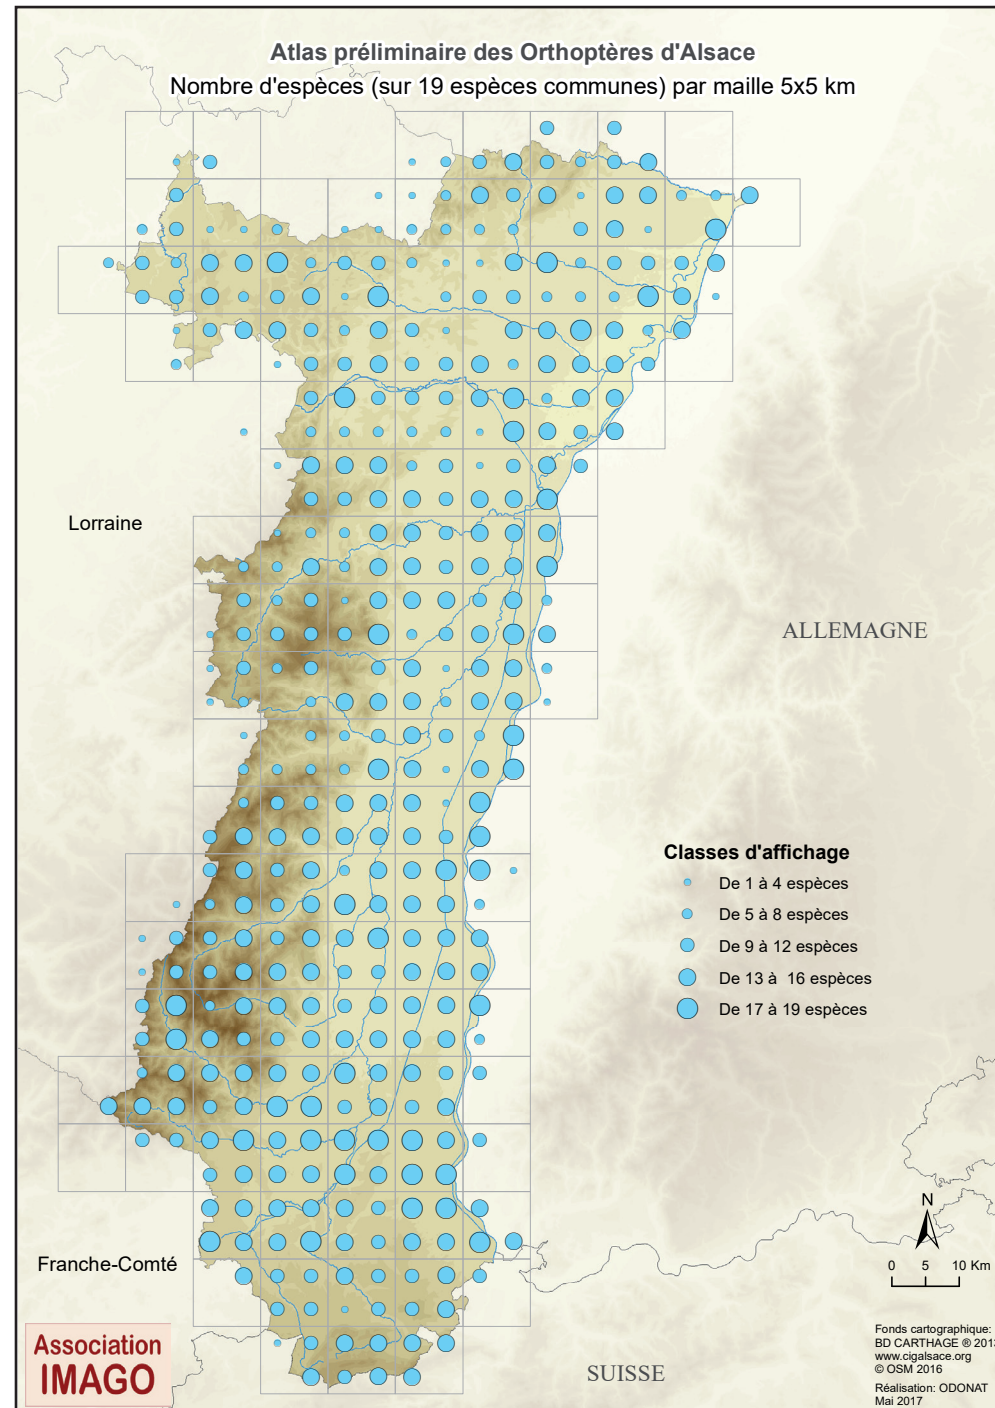 Atlas préliminaire des Orthoptères d'Alsace
Nombre d'espèces (sur 19 espèces communes) par maille 5x5 km
Lorraine
ALLEMAGNE
Classes d'affichage
De 1 à 4 espèces
De 5 à 8 espèces
De 9 à 12 espèces
De 13 à 16 espèces
De 17 à 19 espèces
N
0 5 10 Km
Franche-Comté
SUISSE
Association
IMAGO
Fonds cartographique:
BD CARTHAGE ® 2013
www.cigalsace.org
© OSM 2016
Réalisation: ODONAT
Mai 2017